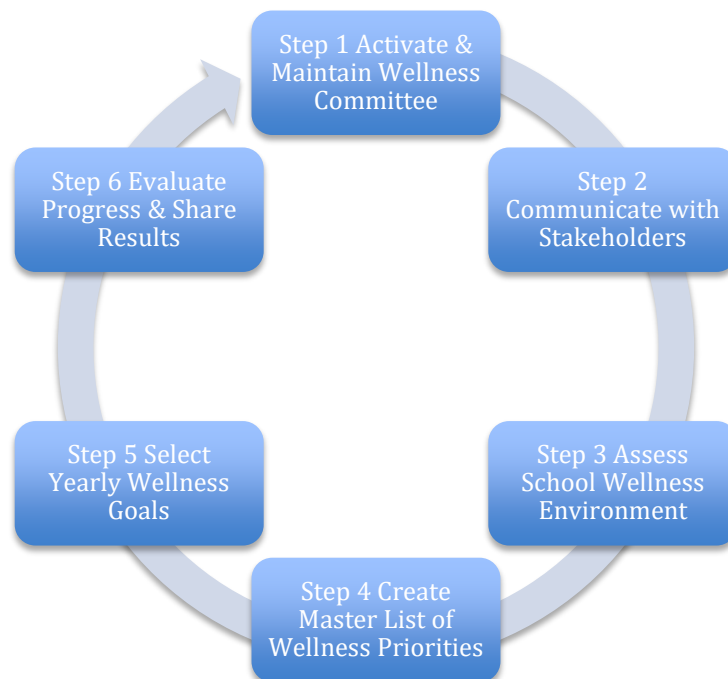 Step 1 Activate &
Maintain Wellness
Committee
Step 2
Communicate with
Stakeholders
Step 3 Assess
School Wellness
Environment
Step 4 Create
Master List of
Wellness Priorities
Step 5 Select
Yearly Wellness
Goals
Step 6 Evaluate
Progress & Share
Results